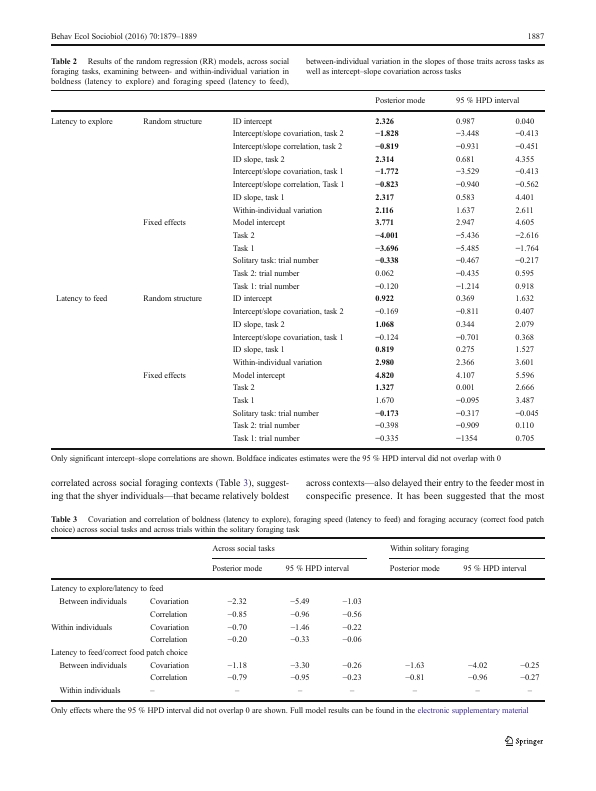 Behav Ecol Sociobiol (2016) 70:1879–1889 1887
Table 2 Results of the random regression (RR) models, across social
foraging tasks, examining between- and within-individual variation in
boldness (latency to explore) and foraging speed (latency to feed),
between-individual variation in the slopes of those traits across tasks as
well as intercept–slope covariation across tasks
Posterior mode 95 % HPD interval
Latency to explore Random structure ID intercept 2.326 0.987 0.040
Intercept/slope covariation, task 2 −1.828 −3.448 −0.413
Intercept/slope correlation, task 2 −0.819 −0.931 −0.451
ID slope, task 2 2.314 0.681 4.355
Intercept/slope covariation, task 1 −1.772 −3.529 −0.413
Intercept/slope correlation, Task 1 −0.823 −0.940 −0.562
ID slope, task 1 2.317 0.583 4.401
Within-individual variation 2.116 1.637 2.611
Fixed effects Model intercept 3.771 2.947 4.605
Task 2 −4.001 −5.436 −2.616
Task 1 −3.696 −5.485 −1.764
Solitary task: trial number −0.338 −0.467 −0.217
Task 2: trial number 0.062 −0.435 0.595
Task 1: trial number −0.120 −1.214 0.918
Latency to feed Random structure ID intercept 0.922 0.369 1.632
Intercept/slope covariation, task 2 −0.169 −0.811 0.407
ID slope, task 2 1.068 0.344 2.079
Intercept/slope covariation, task 1 −0.124 −0.701 0.368
ID slope, task 1 0.819 0.275 1.527
Within-individual variation 2.980 2.366 3.601
Fixed effects Model intercept 4.820 4.107 5.596
Task 2 1.327 0.001 2.666
Task 1 1.670 −0.095 3.487
Solitary task: trial number −0.173 −0.317 −0.045
Task 2: trial number −0.398 −0.909 0.110
Task 1: trial number −0.335 −1354 0.705
Only significant intercept–slope correlations are shown. Boldface indicates estimates were the 95 % HPD interval did not overlap with 0
correlated across social foraging contexts (Table 3), suggest-
ing that the shyer individuals—that became relatively boldest
across contexts—also delayed their entry to the feeder most in
conspecific presence. It has been suggested that the most
Table 3 Covariation and correlation of boldness (latency to explore), foraging speed (latency to feed) and foraging accuracy (correct food patch
choice) across social tasks and across trials within the solitary foraging task
Across social tasks Within solitary foraging
Posterior mode 95 % HPD interval Posterior mode 95 % HPD interval
Latency to explore/latency to feed
Between individuals Covariation −2.32 −5.49 −1.03
Correlation −0.85 −0.96 −0.56
Within individuals Covariation −0.70 −1.46 −0.22
Correlation −0.20 −0.33 −0.06
Latency to feed/correct food patch choice
Between individuals Covariation −1.18 −3.30 −0.26 −1.63 −4.02 −0.25
Correlation −0.79 −0.95 −0.23 −0.81 −0.96 −0.27
Within individuals – – – – – – –
Only effects where the 95 % HPD interval did not overlap 0 are shown. Full model results can be found in the electronic supplementary material
Springer